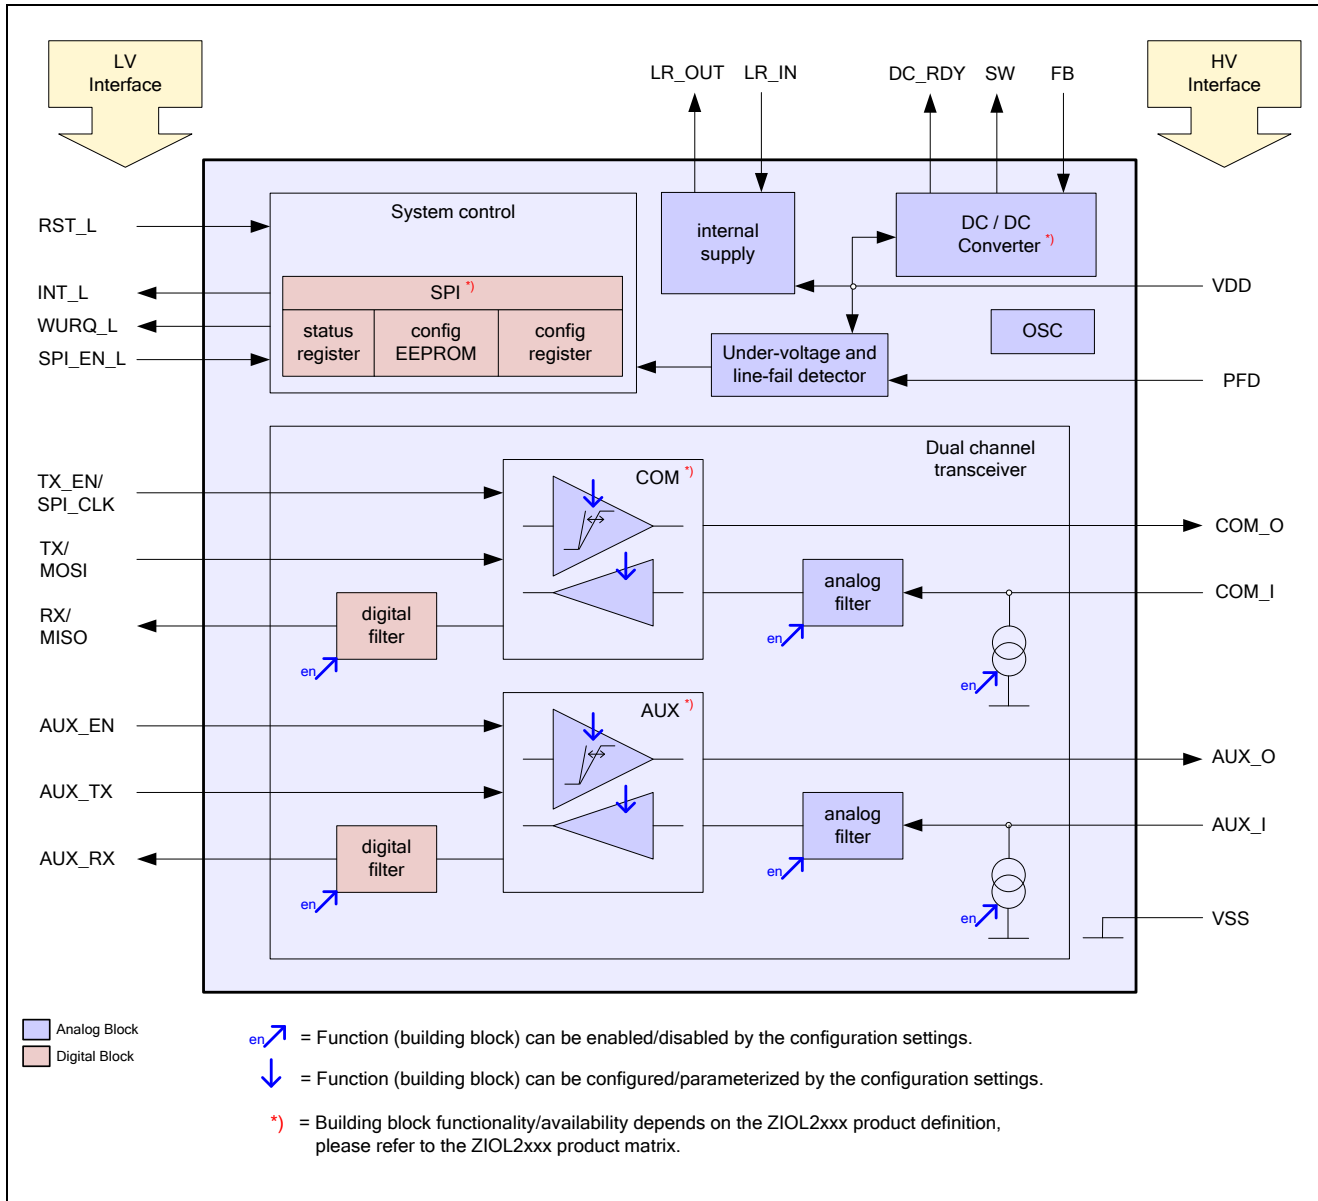 LV
Interface
HV
Interface
LR_OUT
LR_IN
DC_RDY
SW
FB
RST_L
INT_L
WURQ_L
SPI_EN_L
System control
SPI *)
status
register
config
EEPROM
config
register
internal
supply
DC / DC
Converter *)
VDD
OSC
Under-voltage and
line-fail detector
PFD
Dual channel
transceiver
TX_EN/
SPI_CLK
TX/
MOSI
RX/
MISO
COM *)
digital
filter
en
analog
filter
en
en
COM_O
COM_I
AUX_EN
AUX_TX
AUX_RX
AUX *)
digital
filter
en
analog
filter
en
en
AUX_O
AUX_I
VSS
Analog Block
Digital Block
en = Function (building block) can be enabled/disabled by the configuration settings.
= Function (building block) can be configured/parameterized by the configuration settings.
*) = Building block functionality/availability depends on the ZIOL2xxx product definition,
please refer to the ZIOL2xxx product matrix.